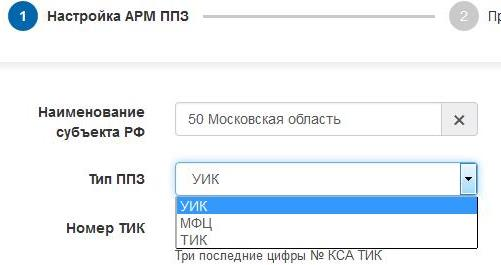 1 Настройка АРМ ППЗ
2 Пр
Наименование
субъекта РФ
50 Московская область
×
Тип ППЗ
УИК
УИК
МФЦ
ТИК
Номер ТИК
Три последние цифры № КСА ТИК